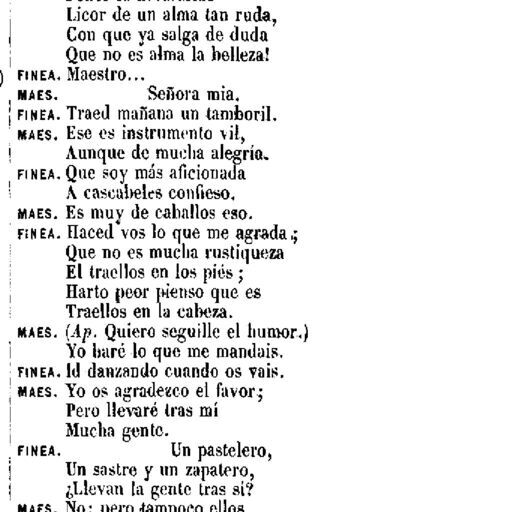 Licor de un alma tan ruda,
Con que ya salga de duda
Que no es alma la belleza!
FINEA. Maestro...
MAES. Señora mia.
FINEA. Traed mañana un tamboril.
MAES. Ese es instrumento vil,
Aunque de mucha alegría.
FINEA. Que soy más aficionada
A cascabeles confieso.
MAES. Es muy de caballos eso.
FINEA. Haced vos lo que me agrada;
Que no es mucha rustiqueza
El traellos en los piés;
Harto peor pienso que es
Traellos en la cabeza.
MAES. (Ap. Quiero seguille el humor.)
Yo haré lo que me mandais.
FINEA. Id danzando cuando os vais.
MAES. Yo os agradezco el favor;
Pero llevaré tras mí
Mucha gente.
FINEA. Un pastelero,
Un sastre y un zapatero,
¿Llevan la gente tras sí?
MAES. No; pero tampoco ellos